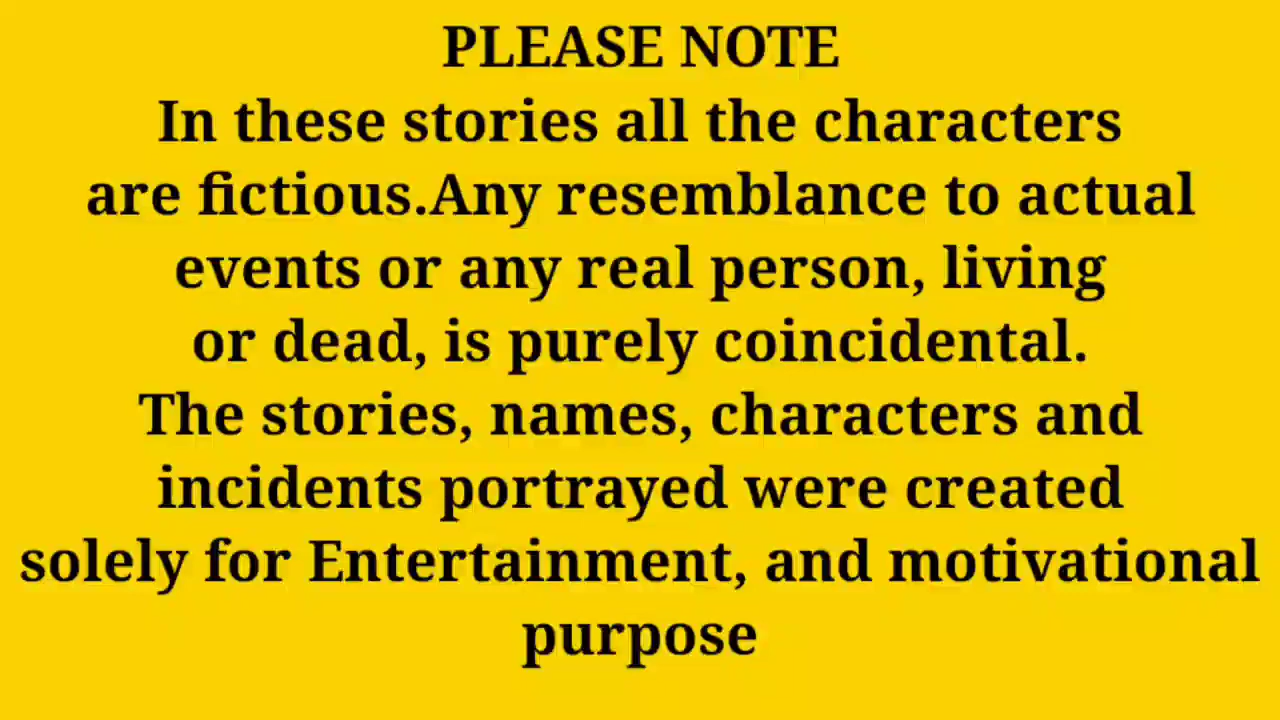 PLEASE NOTE
In these stories all the characters
are fictious.Any resemblance to actual
events or any real person, living
or dead, is purely coincidental.
The stories, names, characters and
incidents portrayed were created
solely for Entertainment, and motivational
purpose